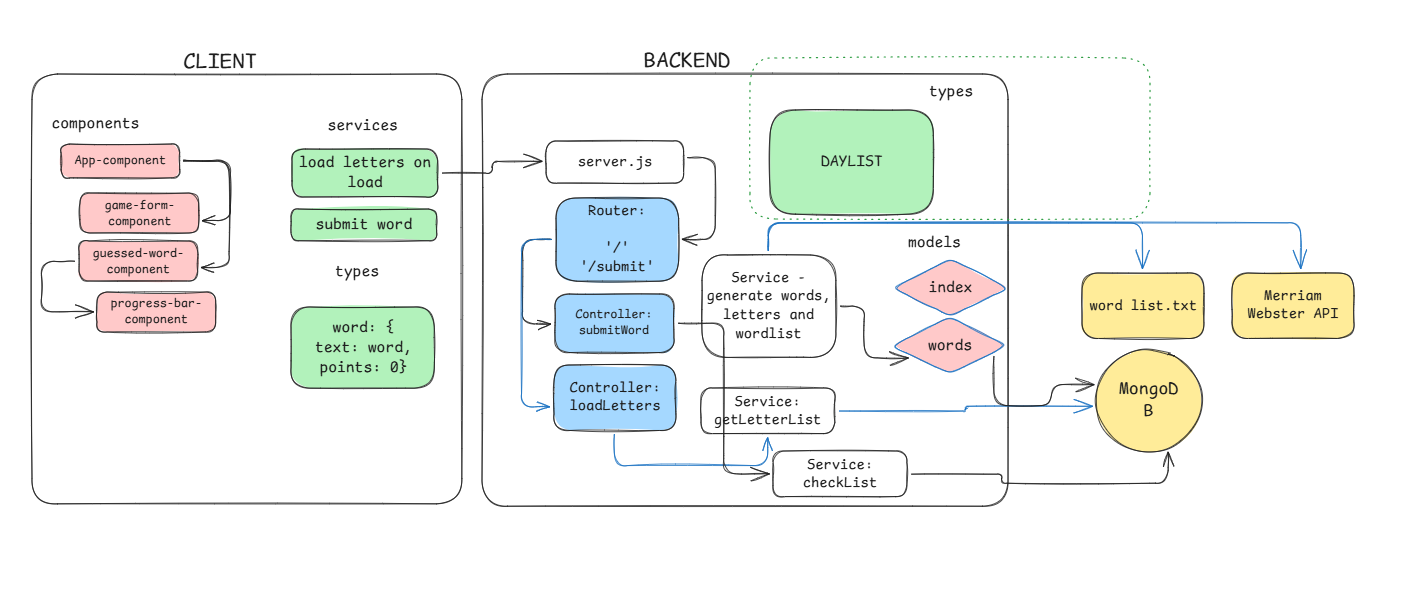 CLIENT
components
App-component
game-form-
component
guessed-word-
component
progress-bar-
component
services
load letters on
load
submit word
types
word: {
text: word,
points: 0}
BACKEND
server.js
Router:
'/'
'/submit'
Controller:
submitWord
Controller:
loadLetters
Service -
generate words,
letters and
wordlist
Service:
getLetterList
Service:
checkList
types
DAYLIST
models
index
words
word list.txt
Merriam
Webster API
MongoD
B